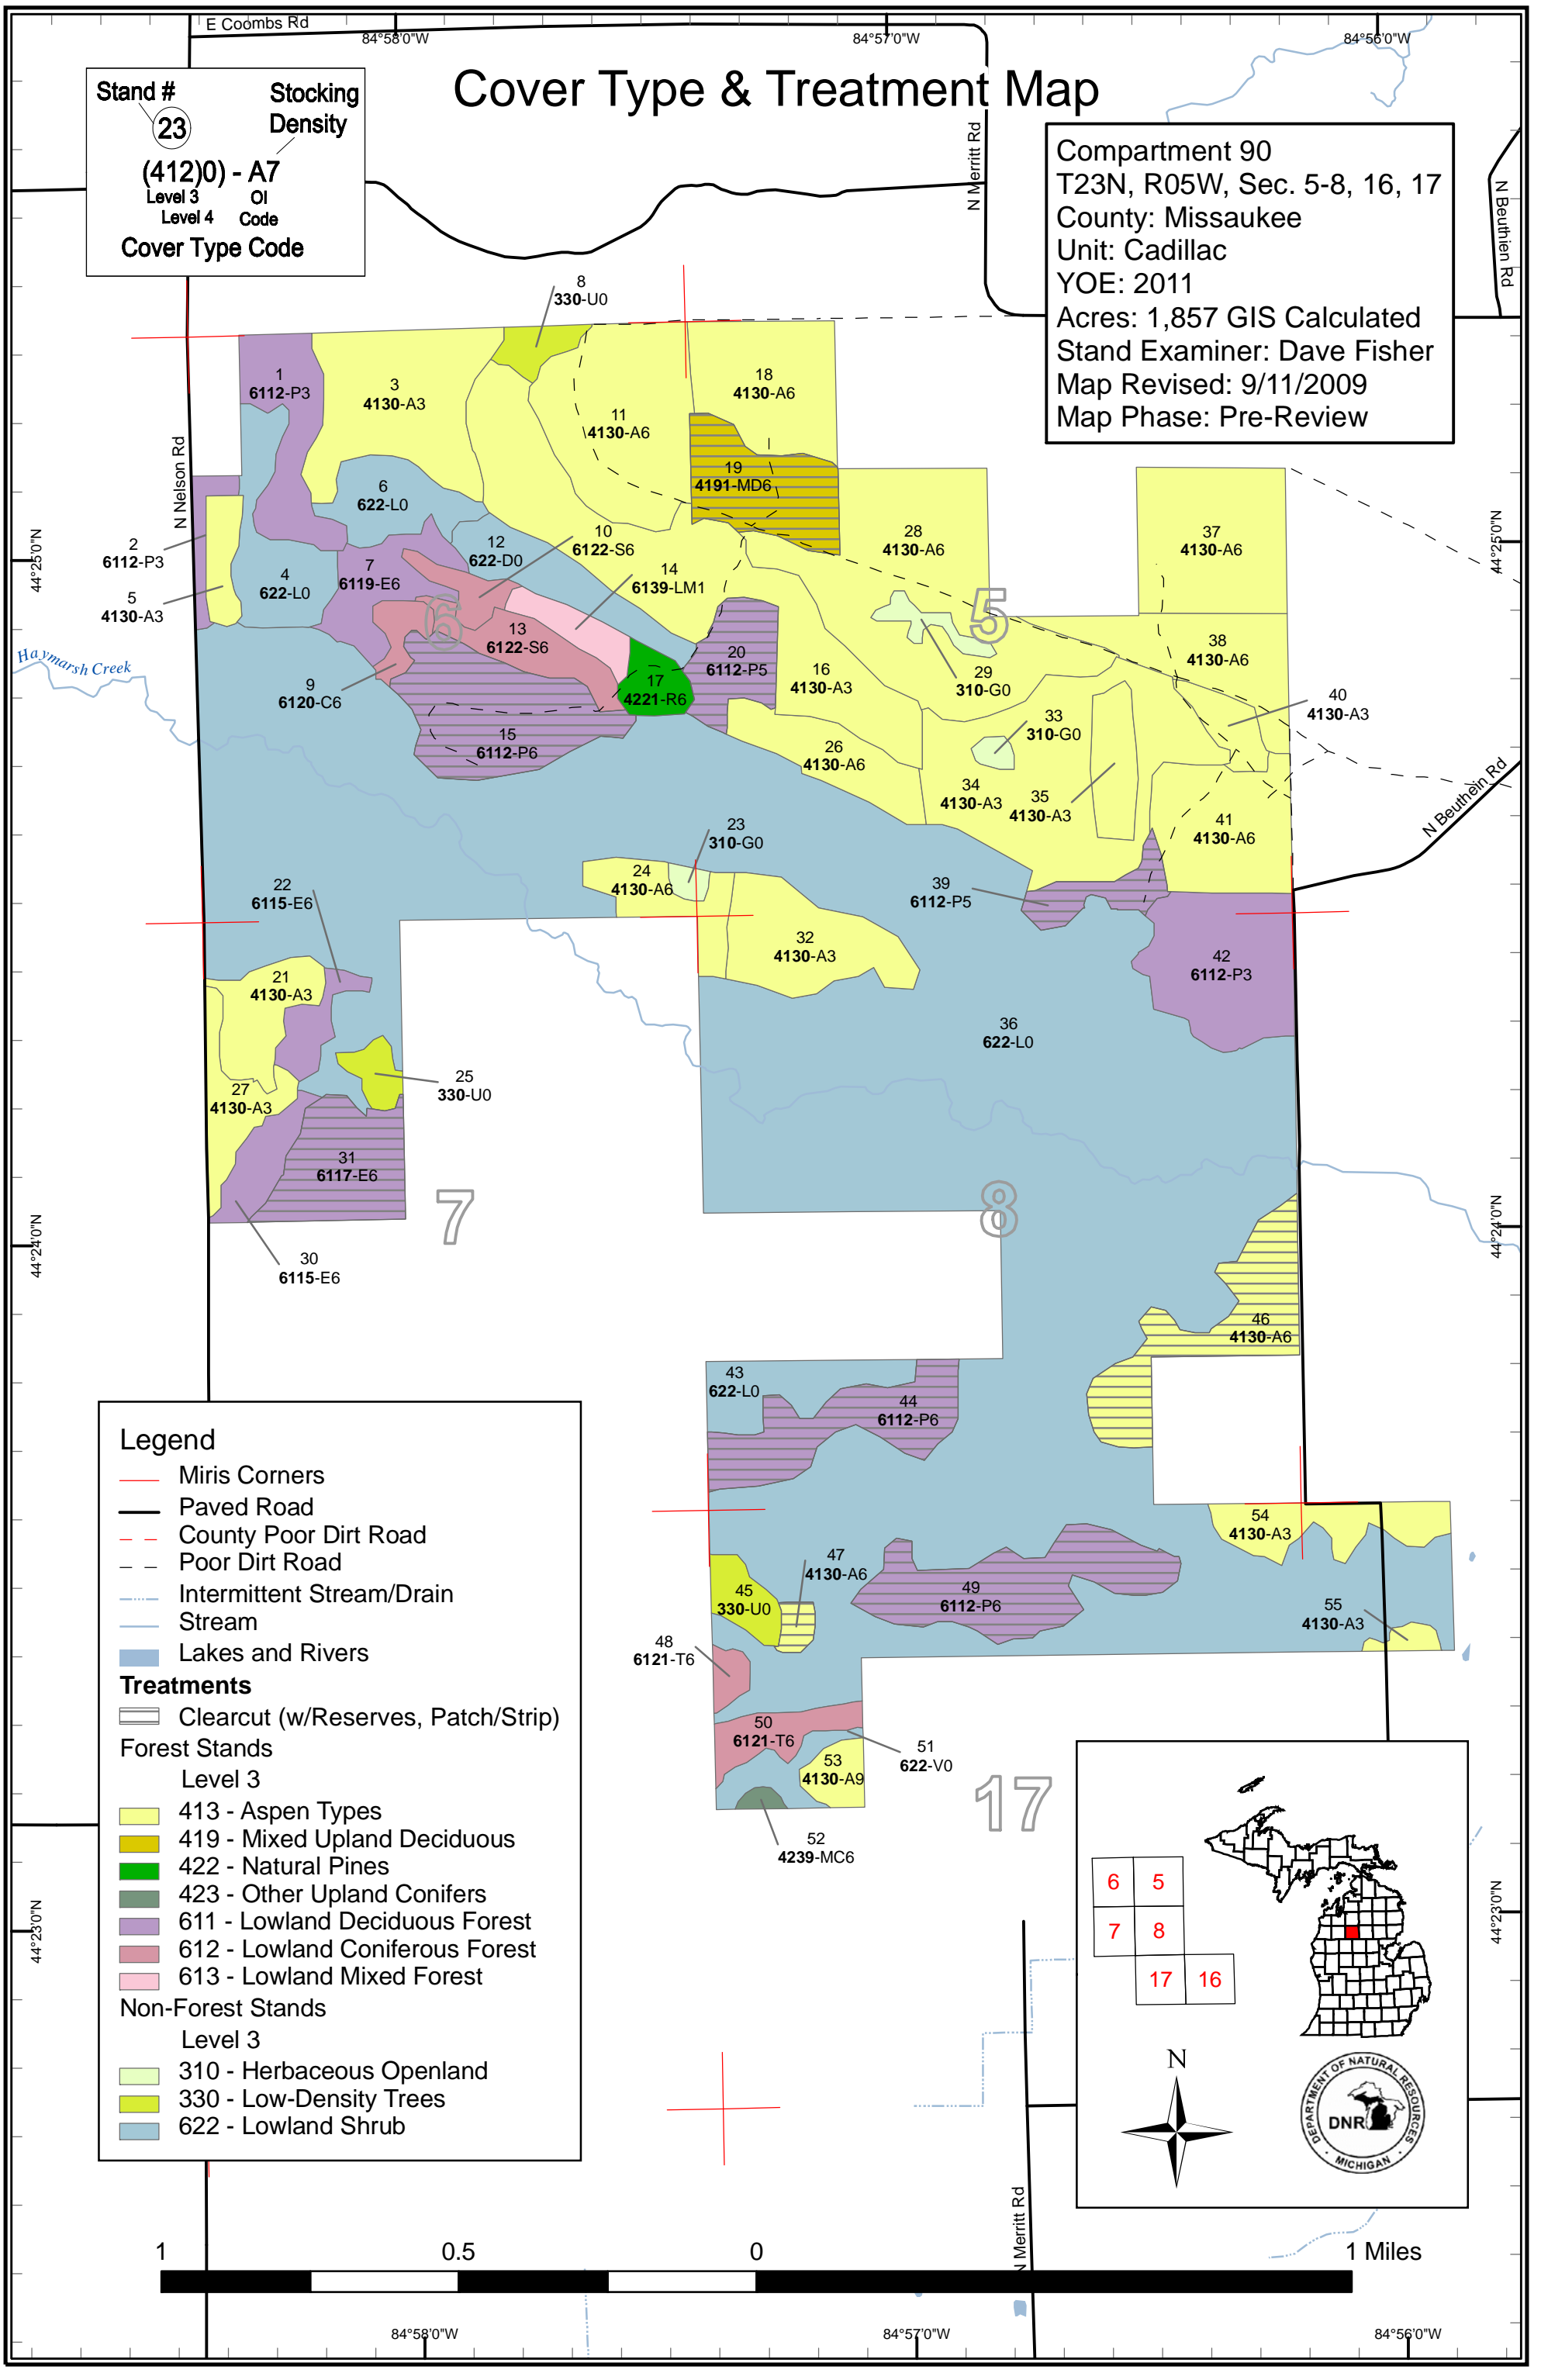 E Coombs Rd
84°58'0"W
84°57'0"W
84°56'0"W
Cover Type & Treatment Map
Stand #
Stocking
Density
23
(412)0) - A7
Level 3
OI
Level 4
Code
Cover Type Code
N Merritt Rd
N Beuthien Rd
Compartment 90
T23N, R05W, Sec. 5-8, 16, 17
County: Missaukee
Unit: Cadillac
YOE: 2011
Acres: 1,857 GIS Calculated
Stand Examiner: Dave Fisher
Map Revised: 9/11/2009
Map Phase: Pre-Review
8
330-U0
1
6112-P3
3
4130-A3
11
4130-A6
18
4130-A6
N Nelson Rd
6
622-L0
19
4191-MD6
2
6112-P3
5
4130-A3
4
622-L0
7
6119-E6
12
622-D0
10
6122-S6
14
6139-LM1
28
4130-A6
37
4130-A6
44°25'0"N
44°25'0"N
6
5
13
6122-S6
20
6112-P5
16
4130-A3
29
310-G0
38
4130-A6
Haymarsh Creek
9
6120-C6
17
4221-R6
33
310-G0
40
4130-A3
15
6112-P6
26
4130-A6
34
4130-A3
35
4130-A3
41
4130-A6
N Beuthein Rd
23
310-G0
24
4130-A6
22
6115-E6
39
6112-P5
32
4130-A3
42
6112-P3
21
4130-A3
36
622-L0
27
4130-A3
25
330-U0
31
6117-E6
7
8
30
6115-E6
44°24'0"N
44°24'0"N
46
4130-A6
43
622-L0
44
6112-P6
54
4130-A3
47
4130-A6
45
330-U0
49
6112-P6
55
4130-A3
48
6121-T6
50
6121-T6
51
622-V0
53
4130-A9
52
4239-MC6
17
Legend
Miris Corners
Paved Road
County Poor Dirt Road
Poor Dirt Road
Intermittent Stream/Drain
Stream
Lakes and Rivers
Treatments
Clearcut (w/Reserves, Patch/Strip)
Forest Stands
Level 3
413 - Aspen Types
419 - Mixed Upland Deciduous
422 - Natural Pines
423 - Other Upland Conifers
611 - Lowland Deciduous Forest
612 - Lowland Coniferous Forest
613 - Lowland Mixed Forest
Non-Forest Stands
Level 3
310 - Herbaceous Openland
330 - Low-Density Trees
622 - Lowland Shrub
44°23'0"N
44°23'0"N
6 5
7 8
17 16
N
DEPARTMENT OF NATURAL RESOURCES
DNR
MICHIGAN
N Merritt Rd
1 0.5 0 1 Miles
84°58'0"W
84°57'0"W
84°56'0"W